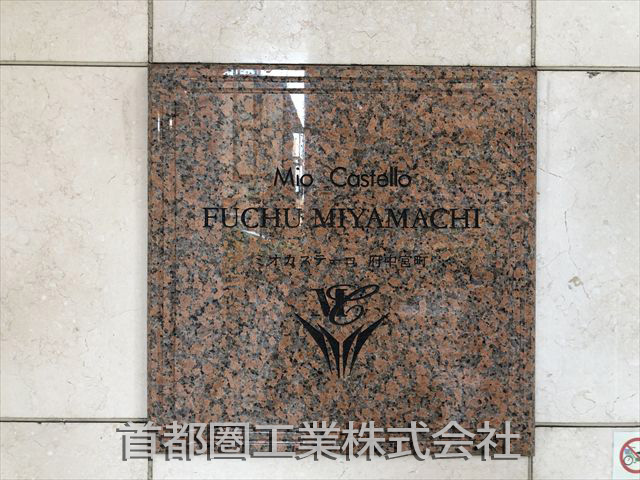 Mio Castello
FUCHU MIYAMACHI
ミオカステーロ 府中宮町
首都圏工業株式会社